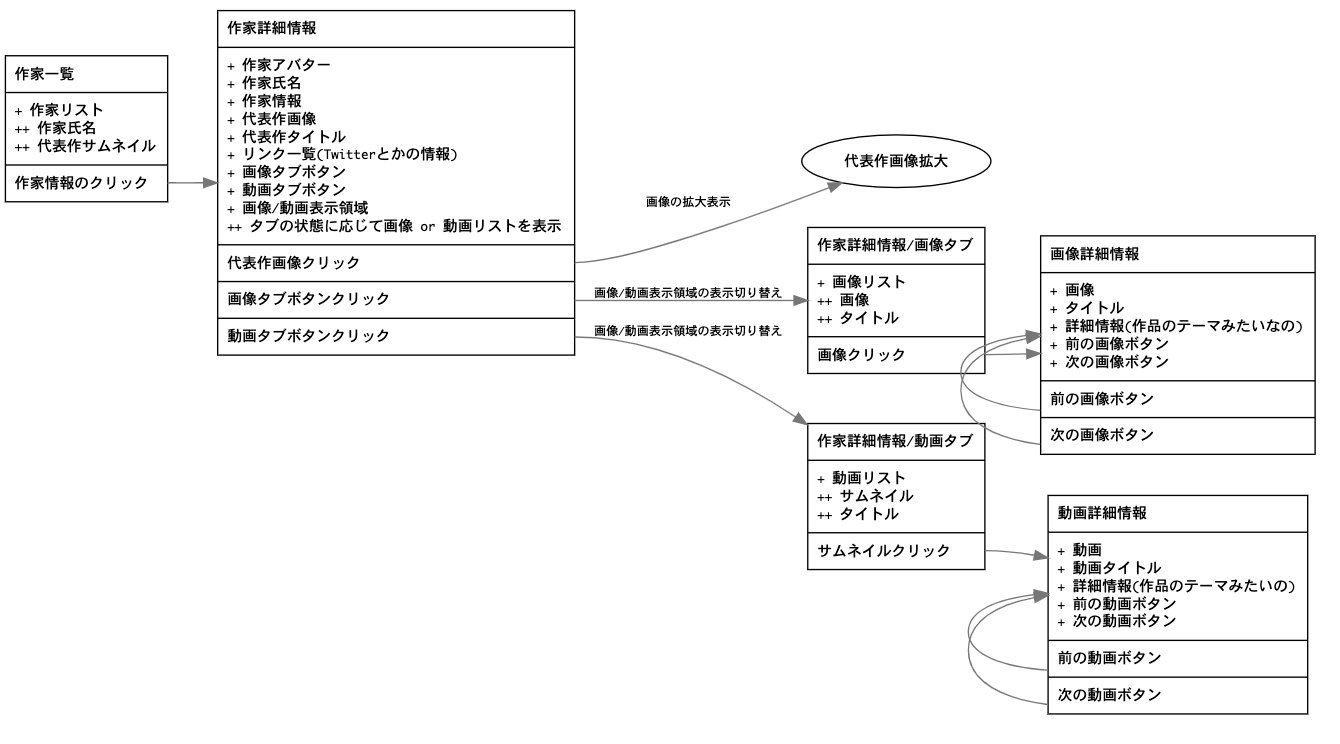 作家一覧
+ 作家リスト
++ 作家氏名
++ 代表作サムネイル
作家情報のクリック
作家詳細情報
+ 作家アバター
+ 作家氏名
+ 作家情報
+ 代表作画像
+ 代表作タイトル
+ リンク一覧(Twitterとかの情報)
+ 画像タブボタン
+ 動画タブボタン
+ 画像/動画表示領域
++ タブの状態に応じて画像 or 動画リストを表示
代表作画像クリック
画像タブボタンクリック
動画タブボタンクリック
画像の拡大表示
画像/動画表示領域の表示切り替え
画像/動画表示領域の表示切り替え
代表作画像拡大
作家詳細情報/画像タブ
+ 画像リスト
++ 画像
++ タイトル
画像クリック
作家詳細情報/動画タブ
+ 動画リスト
++ サムネイル
++ タイトル
サムネイルクリック
画像詳細情報
+ 画像
+ タイトル
+ 詳細情報(作品のテーマみたいなの)
+ 前の画像ボタン
+ 次の画像ボタン
前の画像ボタン
次の画像ボタン
動画詳細情報
+ 動画
+ 動画タイトル
+ 詳細情報(作品のテーマみたいの)
+ 前の動画ボタン
+ 次の動画ボタン
前の動画ボタン
次の動画ボタン